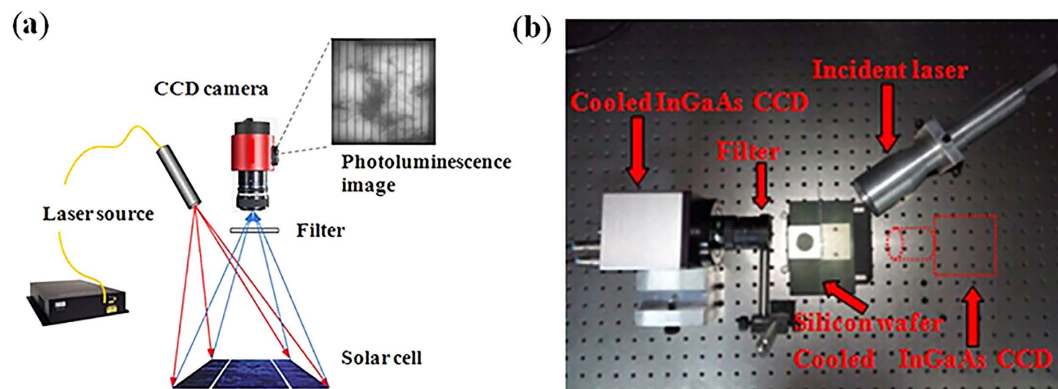 (a)
CCD camera
Photoluminescence
image
Laser source
Filter
Solar cell
(b)
Incident laser
Cooled InGaAs CCD
Filter
Silicon wafer
Cooled InGaAs CCD